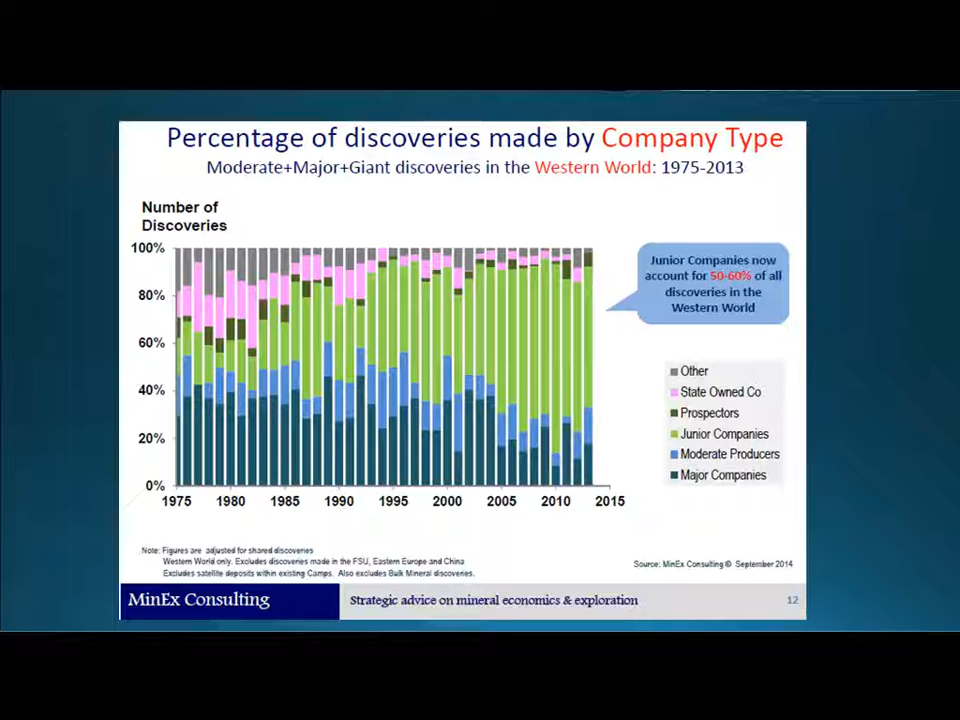 Percentage of discoveries made by Company Type
Moderate+Major+Giant discoveries in the Western World: 1975-2013
Number of
Discoveries
100%
80%
60%
40%
20%
0%
1975 1980 1985 1990 1995 2000 2005 2010 2015
Junior Companies now
account for 50-60% of all
discoveries in the
Western World
Other
State Owned Co
Prospectors
Junior Companies
Moderate Producers
Major Companies
Note: Figures are adjusted for shared discoveries
Western World only. Excludes discoveries made in the FSU, Eastern Europe and China
Excludes satellite deposits within existing Camps. Also excludes Bulk Mineral discoveries.
Source: MinEx Consulting © September 2014
MinEx Consulting
Strategic advice on mineral economics & exploration
12